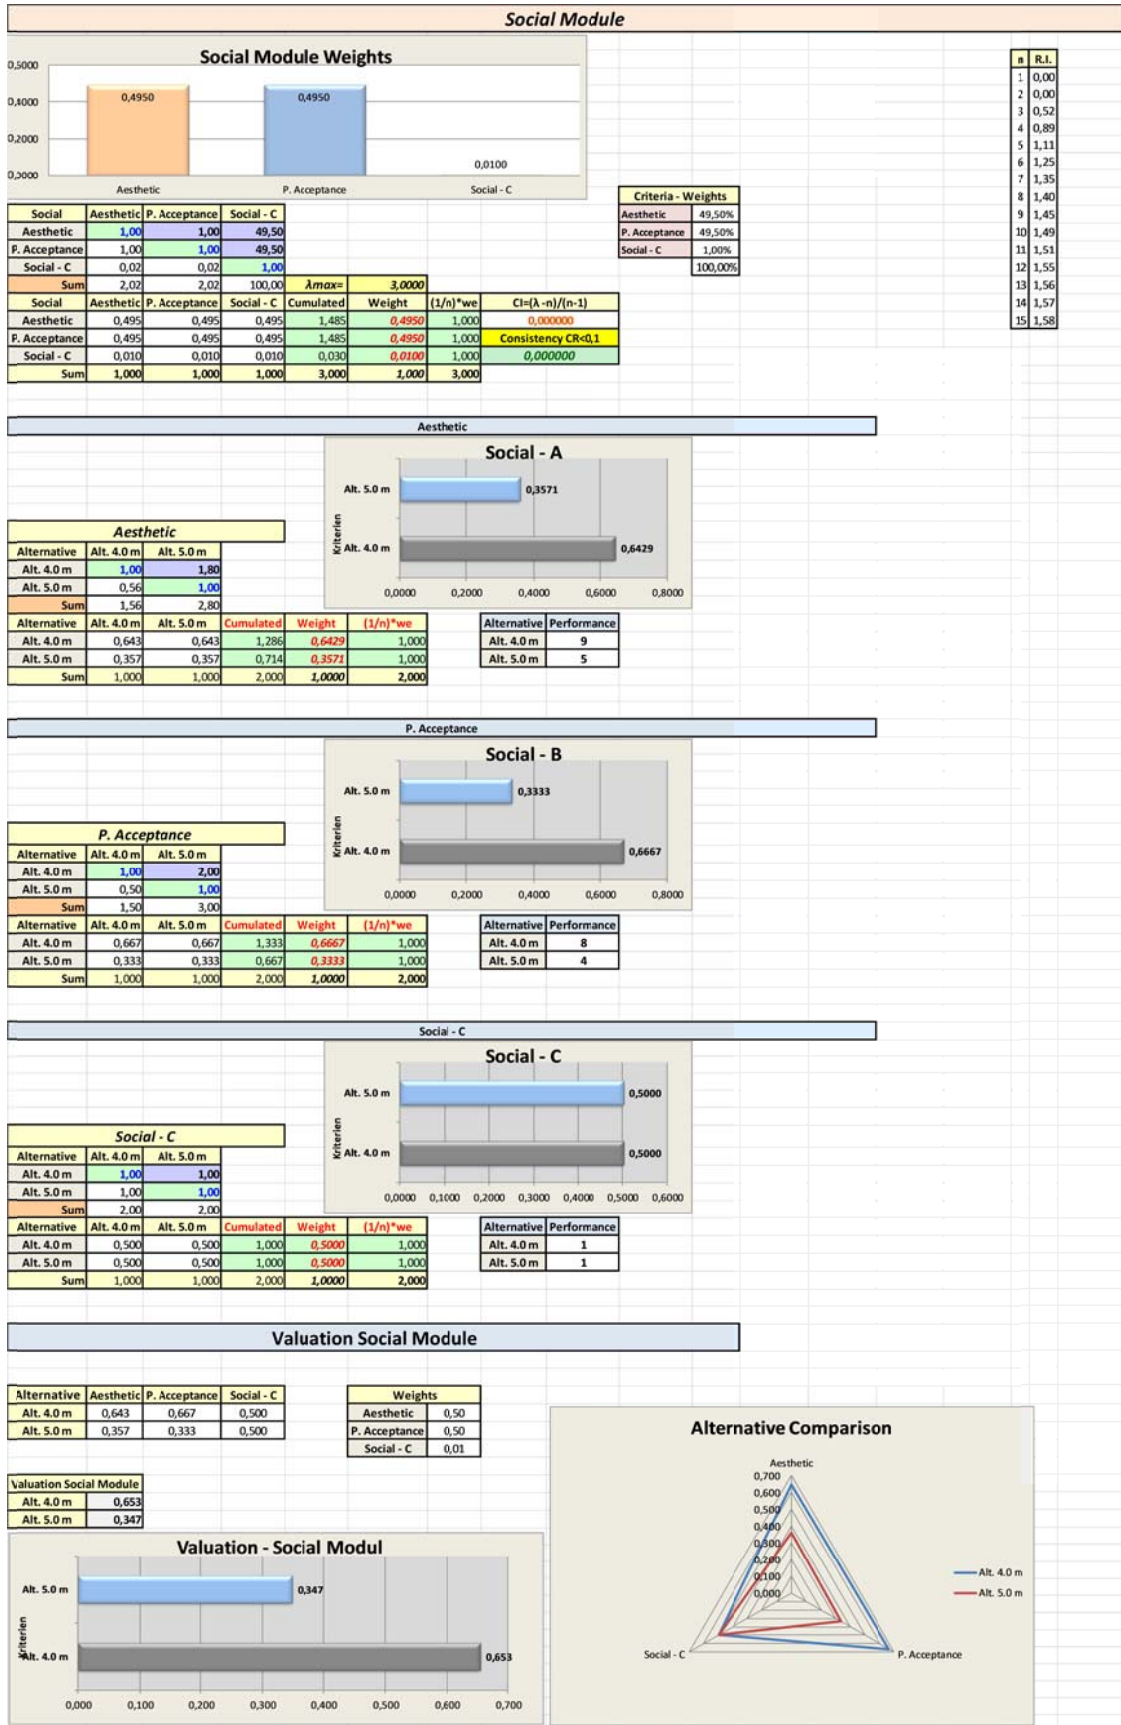 Social Module
Social Module Weights
0,5000
0,4000
0,2000
0,0000
0,4950
0,4950
0,0100
Aesthetic P. Acceptance Social - C
n R.I.
1 0,00
2 0,00
3 0,52
4 0,89
5 1,11
6 1,25
7 1,35
8 1,40
9 1,45
10 1,49
11 1,51
12 1,55
13 1,56
14 1,57
15 1,58
Criteria - Weights
Aesthetic 49,50%
P. Acceptance 49,50%
Social - C 1,00%
100,00%
Social Aesthetic P. Acceptance Social - C
Aesthetic 1,00 1,00 49,50
P. Acceptance 1,00 1,00 49,50
Social - C 0,02 0,02 1,00
Sum 2,02 2,02 100,00 λmax= 3,0000
Social Aesthetic P. Acceptance Social - C Cumulated Weight (1/n)*we CI=(λ-n)/(n-1)
Aesthetic 0,495 0,495 0,495 1,485 0,4950 1,000 0,000000
P. Acceptance 0,495 0,495 0,495 1,485 0,4950 1,000 Consistency CR<0,1
Social - C 0,010 0,010 0,010 0,030 0,0100 1,000 0,000000
Sum 1,000 1,000 1,000 3,000 1,000 3,000
Aesthetic
Social - A
Kriterien
Alt. 5.0 m 0,3571
Alt. 4.0 m 0,6429
0,0000 0,2000 0,4000 0,6000 0,8000
Aesthetic
Alternative Alt. 4.0 m Alt. 5.0 m
Alt. 4.0 m 1,00 1,80
Alt. 5.0 m 0,56 1,00
Sum 1,56 2,80
Alternative Alt. 4.0 m Alt. 5.0 m Cumulated Weight (1/n)*we
Alt. 4.0 m 0,643 0,643 1,286 0,6429 1,000
Alt. 5.0 m 0,357 0,357 0,714 0,3571 1,000
Sum 1,000 1,000 2,000 1,0000 2,000
Alternative Performance
Alt. 4.0 m 9
Alt. 5.0 m 5
P. Acceptance
Social - B
Kriterien
Alt. 5.0 m 0,3333
Alt. 4.0 m 0,6667
0,0000 0,2000 0,4000 0,6000 0,8000
P. Acceptance
Alternative Alt. 4.0 m Alt. 5.0 m
Alt. 4.0 m 1,00 2,00
Alt. 5.0 m 0,50 1,00
Sum 1,50 3,00
Alternative Alt. 4.0 m Alt. 5.0 m Cumulated Weight (1/n)*we
Alt. 4.0 m 0,667 0,667 1,333 0,6667 1,000
Alt. 5.0 m 0,333 0,333 0,667 0,3333 1,000
Sum 1,000 1,000 2,000 1,0000 2,000
Alternative Performance
Alt. 4.0 m 8
Alt. 5.0 m 4
Social - C
Social - C
Kriterien
Alt. 5.0 m 0,5000
Alt. 4.0 m 0,5000
0,0000 0,1000 0,2000 0,3000 0,4000 0,5000 0,6000
Social - C
Alternative Alt. 4.0 m Alt. 5.0 m
Alt. 4.0 m 1,00 1,00
Alt. 5.0 m 1,00 1,00
Sum 2,00 2,00
Alternative Alt. 4.0 m Alt. 5.0 m Cumulated Weight (1/n)*we
Alt. 4.0 m 0,500 0,500 1,000 0,5000 1,000
Alt. 5.0 m 0,500 0,500 1,000 0,5000 1,000
Sum 1,000 1,000 2,000 1,0000 2,000
Alternative Performance
Alt. 4.0 m 1
Alt. 5.0 m 1
Valuation Social Module
Alternative Aesthetic P. Acceptance Social - C
Alt. 4.0 m 0,643 0,667 0,500
Alt. 5.0 m 0,357 0,333 0,500
Weights
Aesthetic 0,50
P. Acceptance 0,50
Social - C 0,01
Valuation Social Module
Alt. 4.0 m 0,653
Alt. 5.0 m 0,347
Valuation - Social Modul
Kriterien
Alt. 5.0 m 0,347
Alt. 4.0 m 0,653
0,000 0,100 0,200 0,300 0,400 0,500 0,600 0,700
Alternative Comparison
Aesthetic
0,700
0,600
0,500
0,400
0,300
0,200
0,100
0,000
Alt. 4.0 m
Alt. 5.0 m
Social - C
P. Acceptance